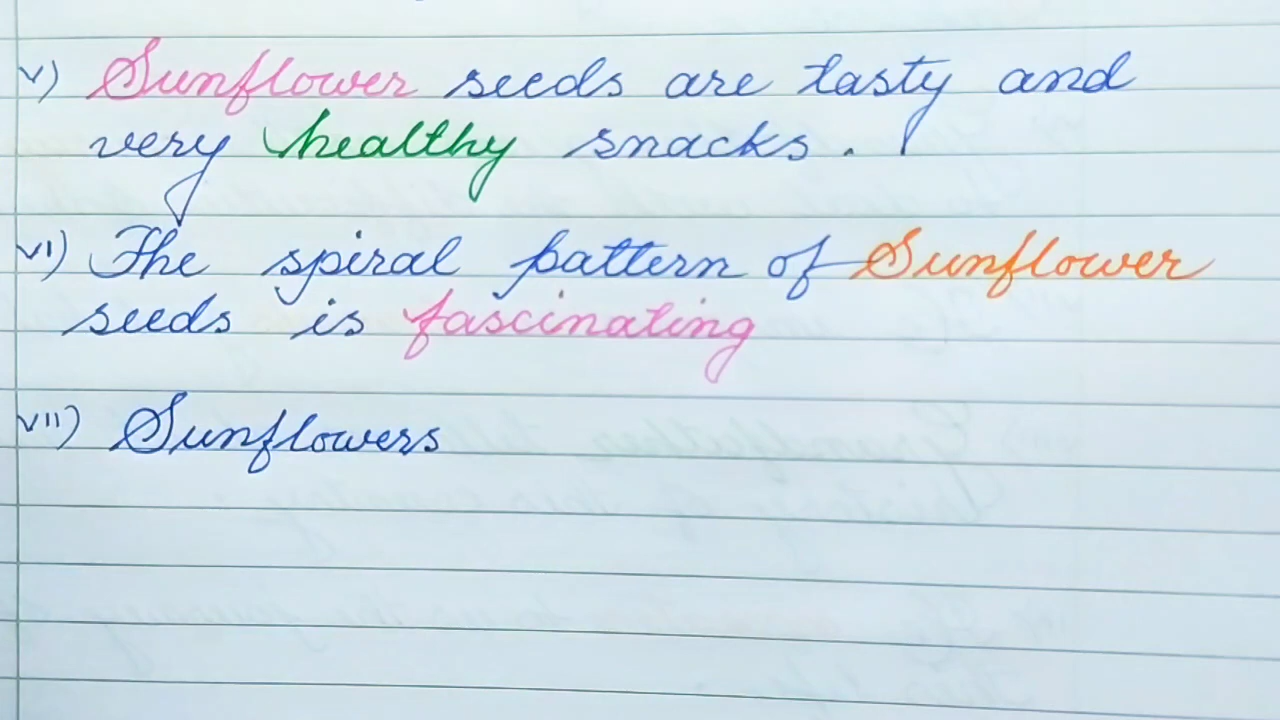 v) Sunflower seeds are tasty and
very healthy snacks.
vi) The spiral pattern of Sunflower
seeds is fascinating
vii) Sunflowers